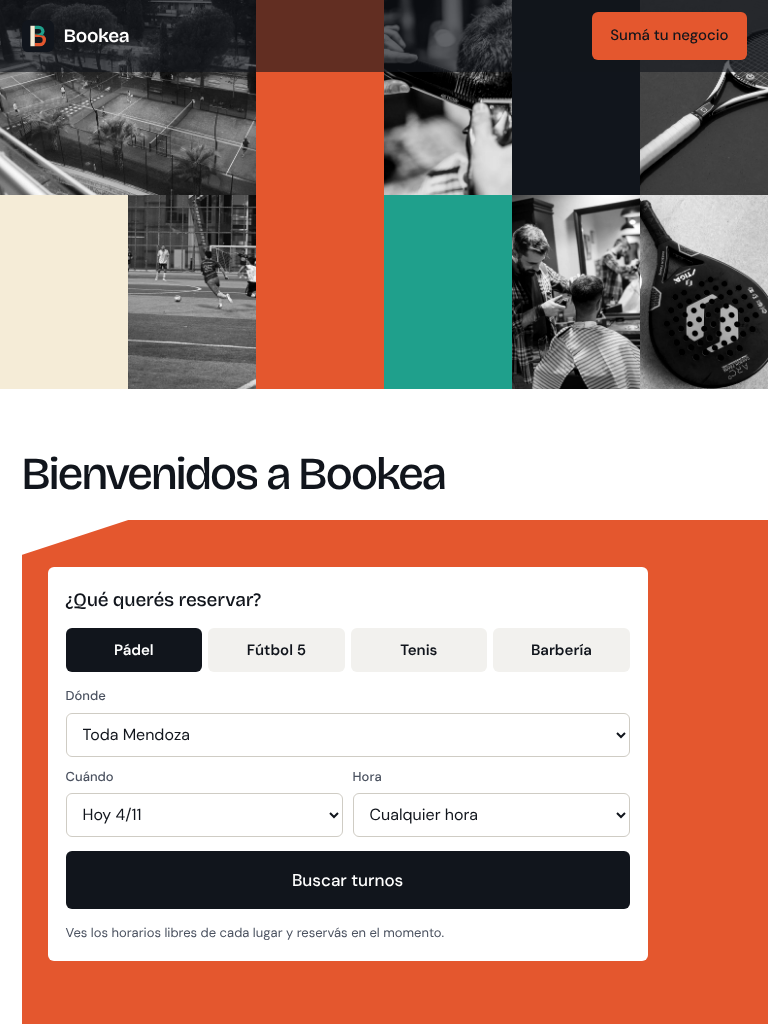 Bookea
Sumá tu negocio
Bienvenidos a Bookea
¿Qué querés reservar?
Pádel
Fútbol 5
Tenis
Barbería
Dónde
Toda Mendoza
Cuándo
Hora
Hoy 4/11
Cualquier hora
Buscar turnos
Ves los horarios libres de cada lugar y reservás en el momento.